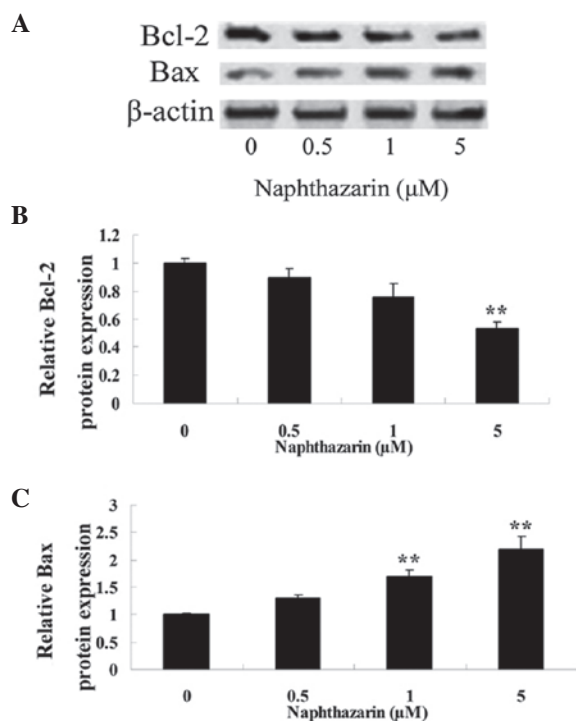 A
Bcl-2
Bax
β-actin
0 0.5 1 5
Naphthazarin (µM)
B
Relative Bcl-2
protein expression
1.2
1
0.8
0.6
0.4
0.2
0
**
0 0.5 1 5
Naphthazarin (µM)
C
Relative Bax
protein expression
3
2.5
2
1.5
1
0.5
0
**
**
0 0.5 1 5
Naphthazarin (µM)